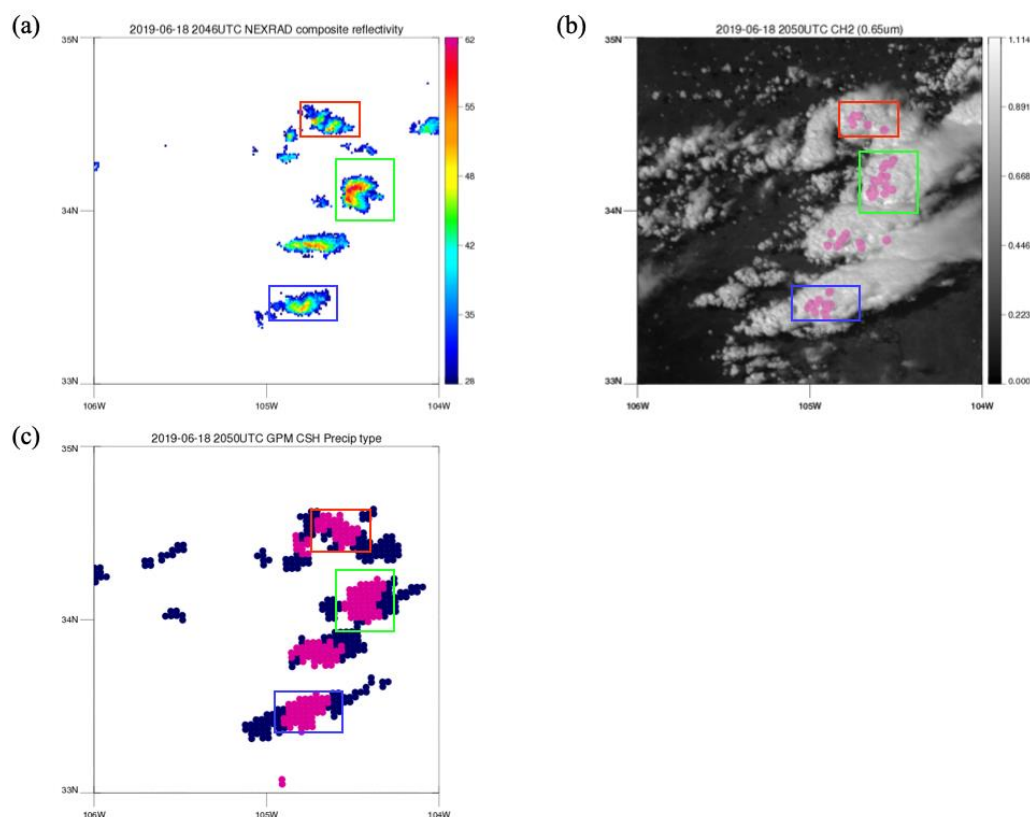 (a)
2019-06-18 2046UTC NEXRAD composite reflectivity
35N
34N
33N
106W
105W
104W
62
55
48
42
35
28
(b)
2019-06-18 2050UTC CH2 (0.65um)
35N
34N
33N
106W
105W
104W
1.114
0.891
0.668
0.446
0.223
0.000
(c)
2019-06-18 2050UTC GPM CSH Precip type
35N
34N
33N
106W
105W
104W